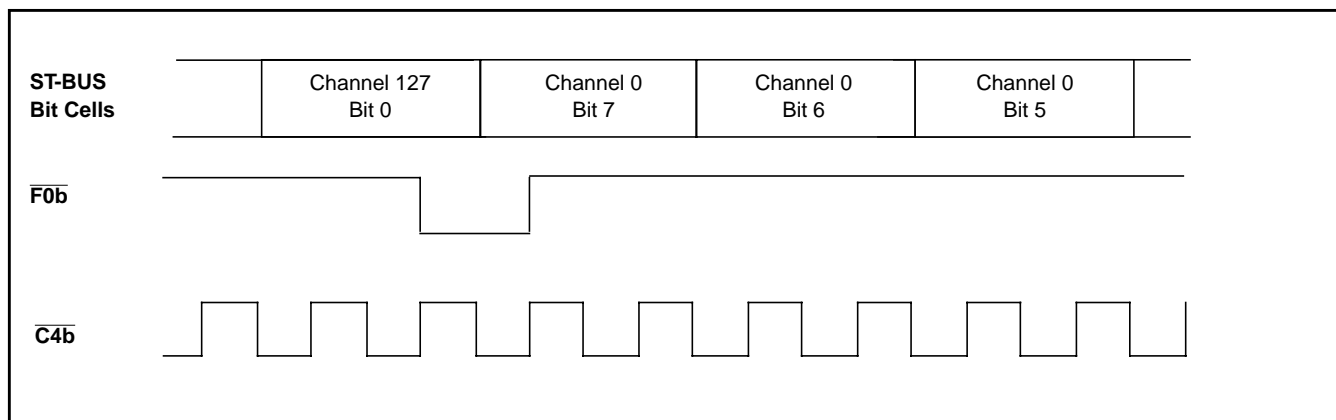 ST-BUS
Bit Cells
Channel 127
Bit 0
Channel 0
Bit 7
Channel 0
Bit 6
Channel 0
Bit 5
F0b
C4b